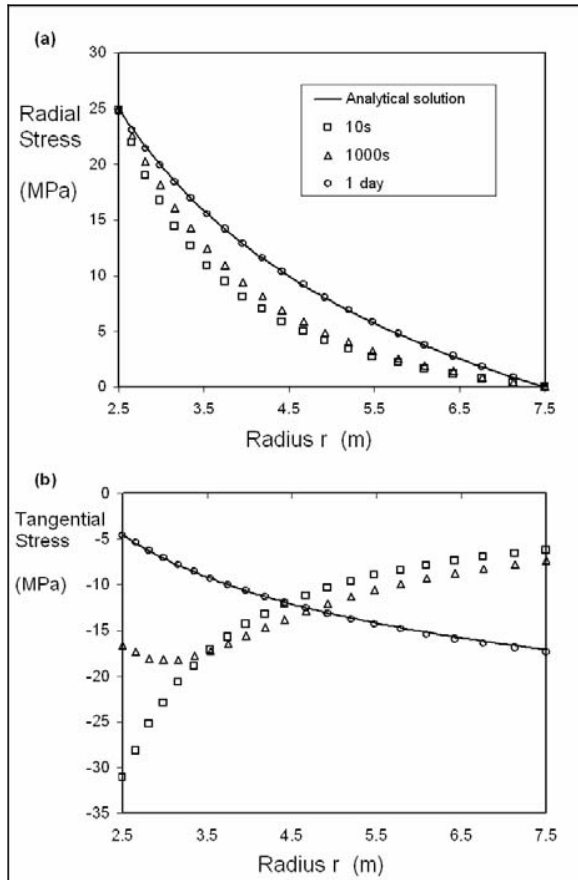 (a)
30
25
20
15
10
5
0
Radial
Stress
(MPa)
Analytical solution
10s
1000s
1 day
2.5 3.5 4.5 5.5 6.5 7.5
Radius r (m)
(b)
0
-5
-10
-15
-20
-25
-30
-35
Tangential
Stress
(MPa)
2.5 3.5 4.5 5.5 6.5 7.5
Radius r (m)